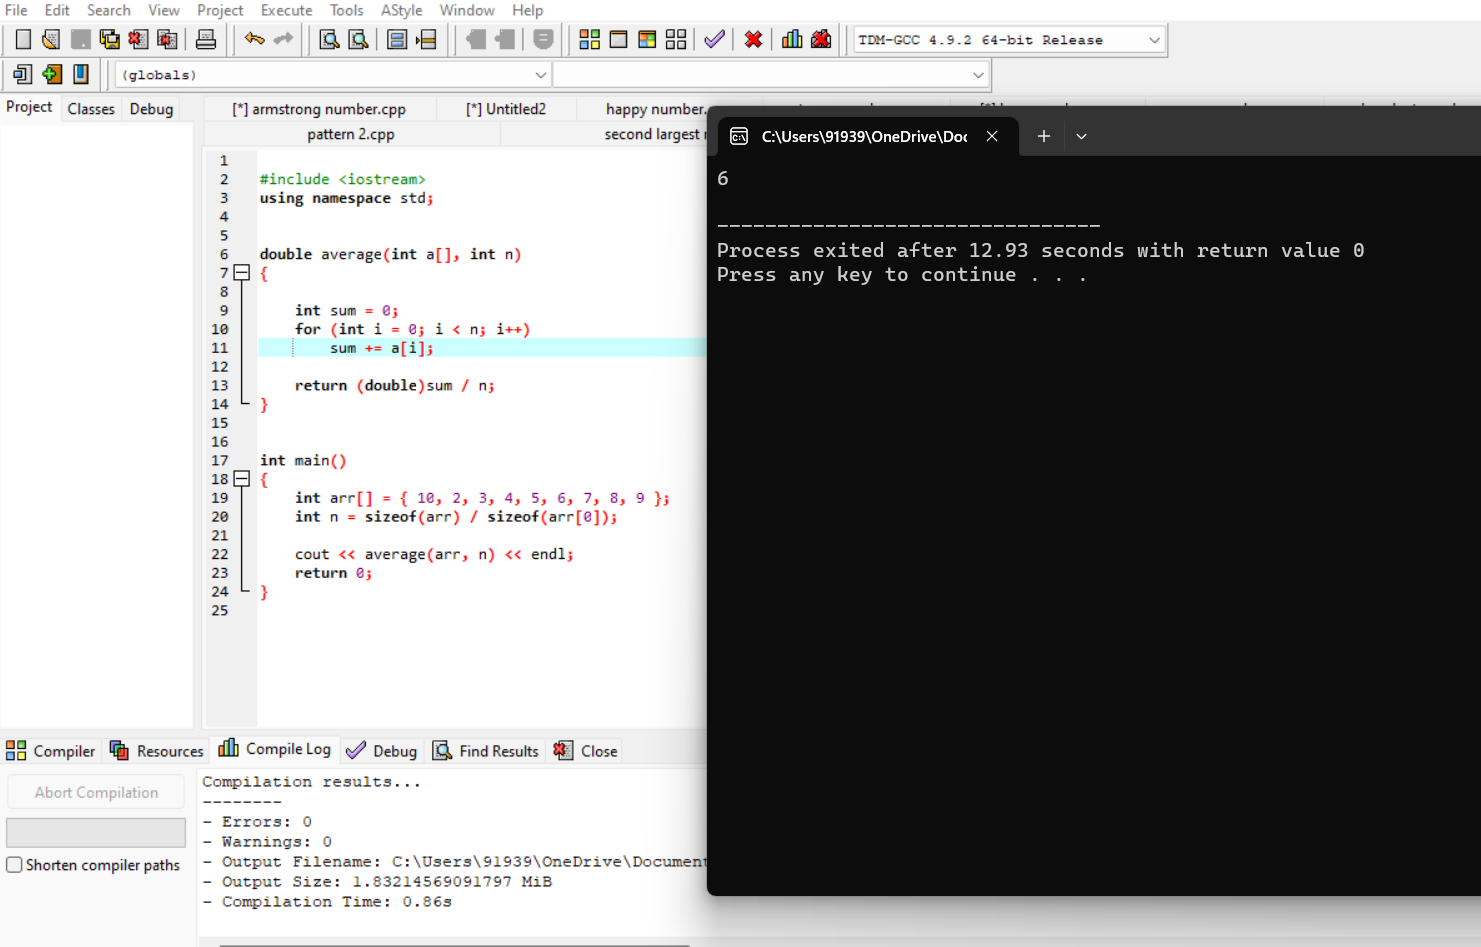 File Edit Search View Project Execute Tools AStyle Window Help
TDM-GCC 4.9.2 64-bit Release
(globals)
Project Classes Debug
[*] armstrong number.cpp [*] Untitled2 happy number.
pattern 2.cpp second largest
C:\Users\91939\OneDrive\Doc
1
2 #include <iostream>
3 using namespace std;
4
5
6 double average(int a[], int n)
7 {
8
9 int sum = 0;
10 for (int i = 0; i < n; i++)
11 sum += a[i];
12
13 return (double)sum / n;
14 }
15
16
17 int main()
18 {
19 int arr[] = { 10, 2, 3, 4, 5, 6, 7, 8, 9 };
20 int n = sizeof(arr) / sizeof(arr[0]);
21
22 cout << average(arr, n) << endl;
23 return 0;
24 }
25
6
--------------------------------
Process exited after 12.93 seconds with return value 0
Press any key to continue . . .
Compiler Resources Compile Log Debug Find Results Close
Abort Compilation
Shorten compiler paths
Compilation results...
--------
- Errors: 0
- Warnings: 0
- Output Filename: C:\Users\91939\OneDrive\Document
- Output Size: 1.83214569091797 MiB
- Compilation Time: 0.86s